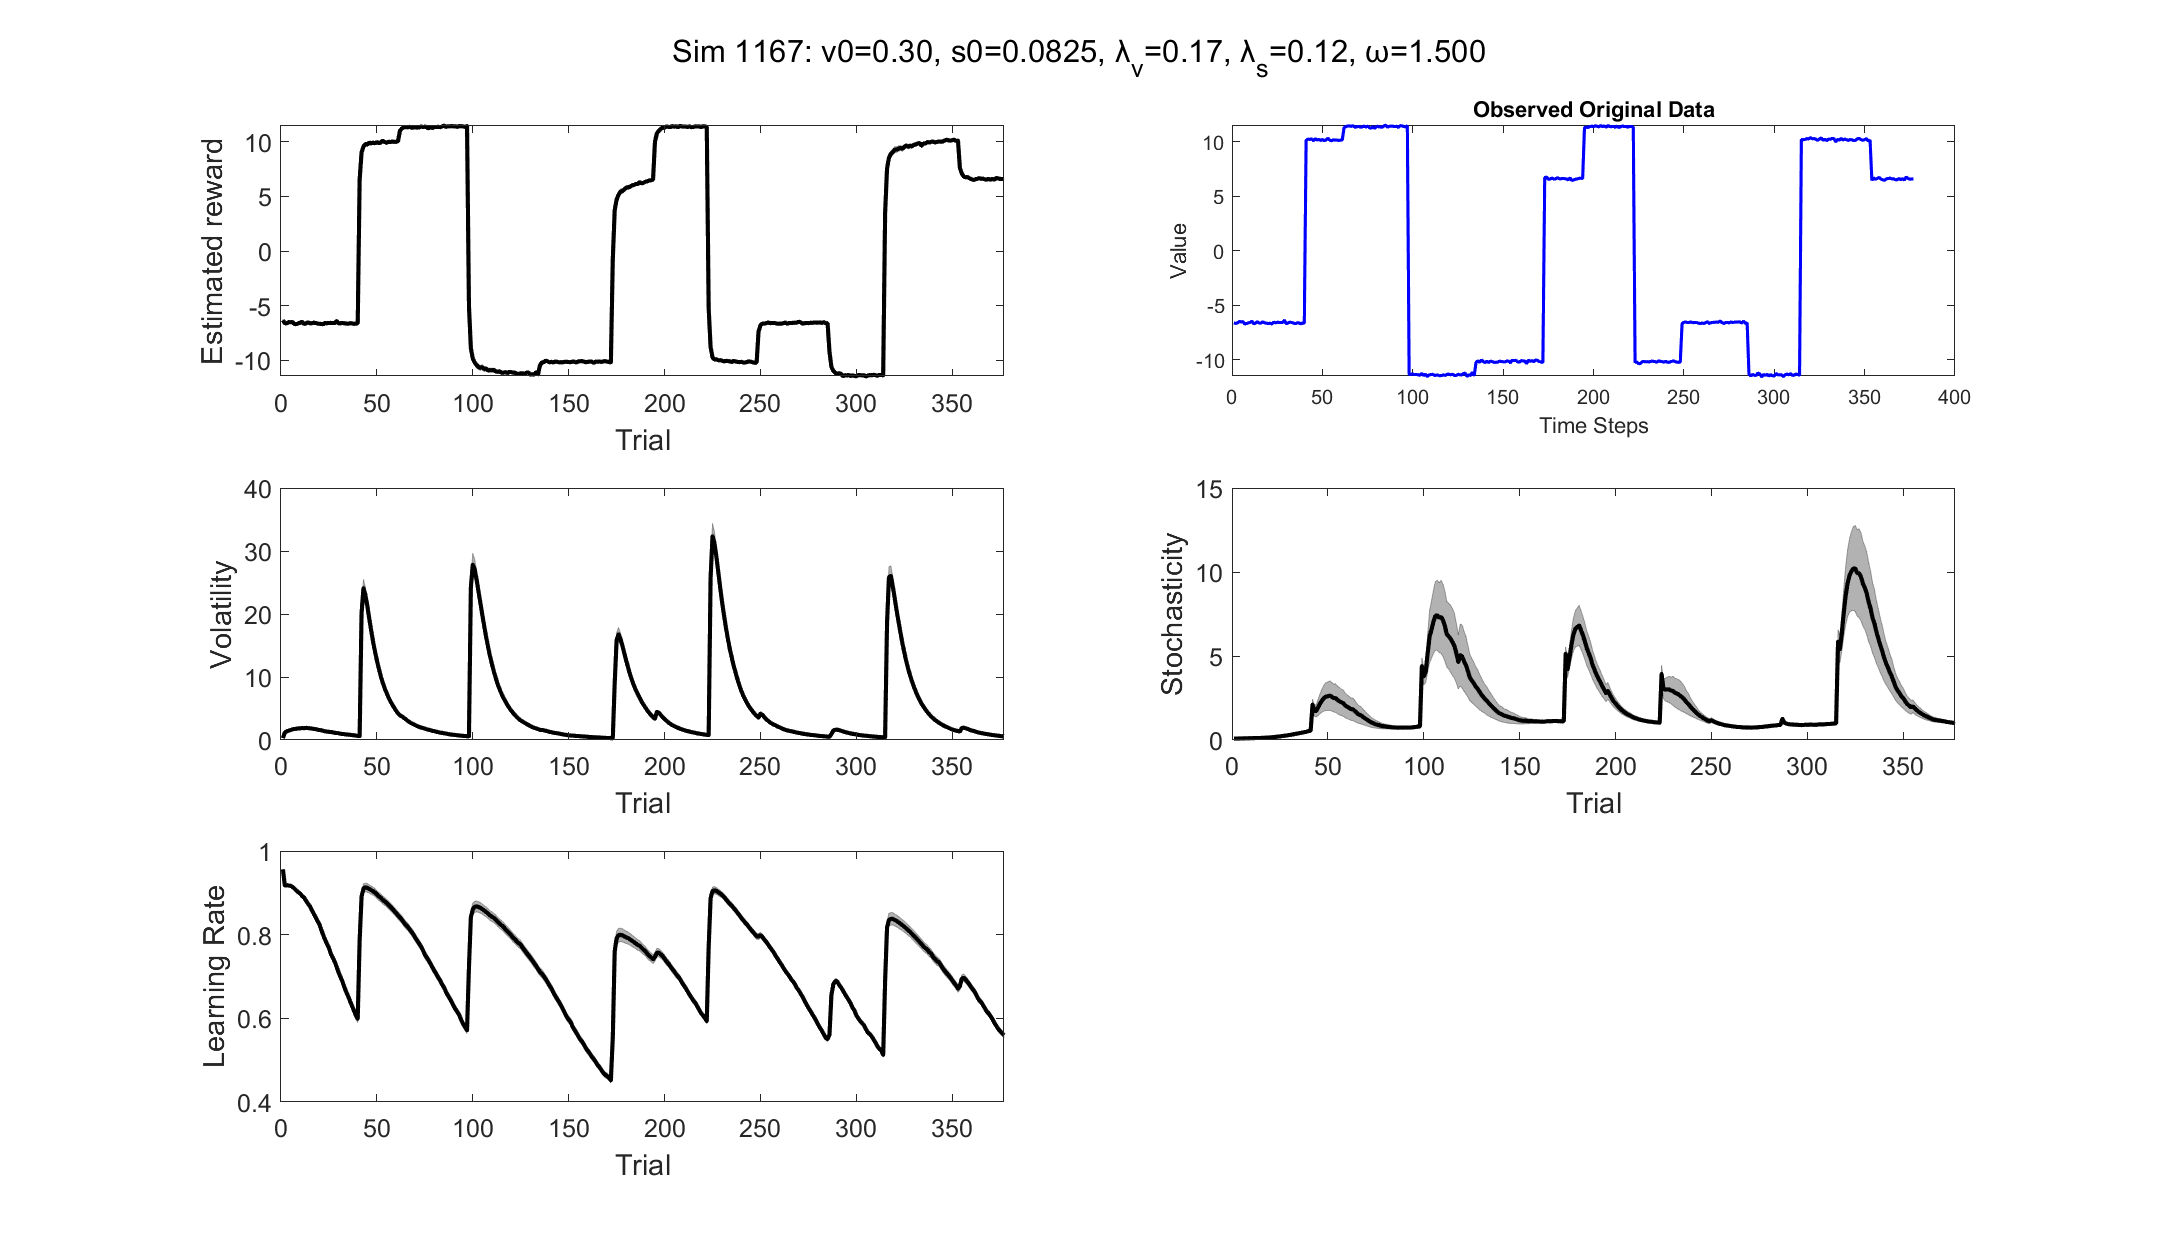 Sim 1167: v0=0.30, s0=0.0825, λv=0.17, λs=0.12, ω=1.500
Estimated reward
10
5
0
-5
-10
0 50 100 150 200 250 300 350
Trial
Observed Original Data
Value
10
5
0
-5
-10
0 50 100 150 200 250 300 350 400
Time Steps
Volatility
40
30
20
10
0
0 50 100 150 200 250 300 350
Trial
Stochasticity
15
10
5
0
0 50 100 150 200 250 300 350
Trial
Learning Rate
1
0.8
0.6
0.4
0 50 100 150 200 250 300 350
Trial